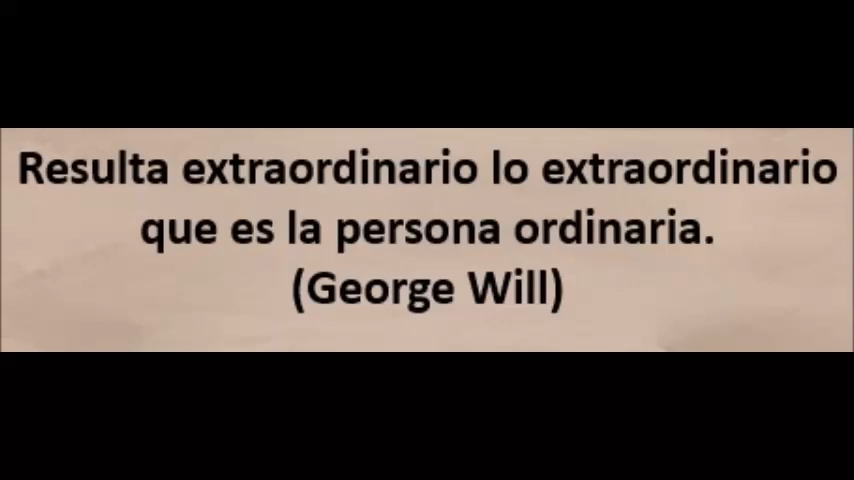 Resulta extraordinario lo extraordinario
que es la persona ordinaria.
(George Will)